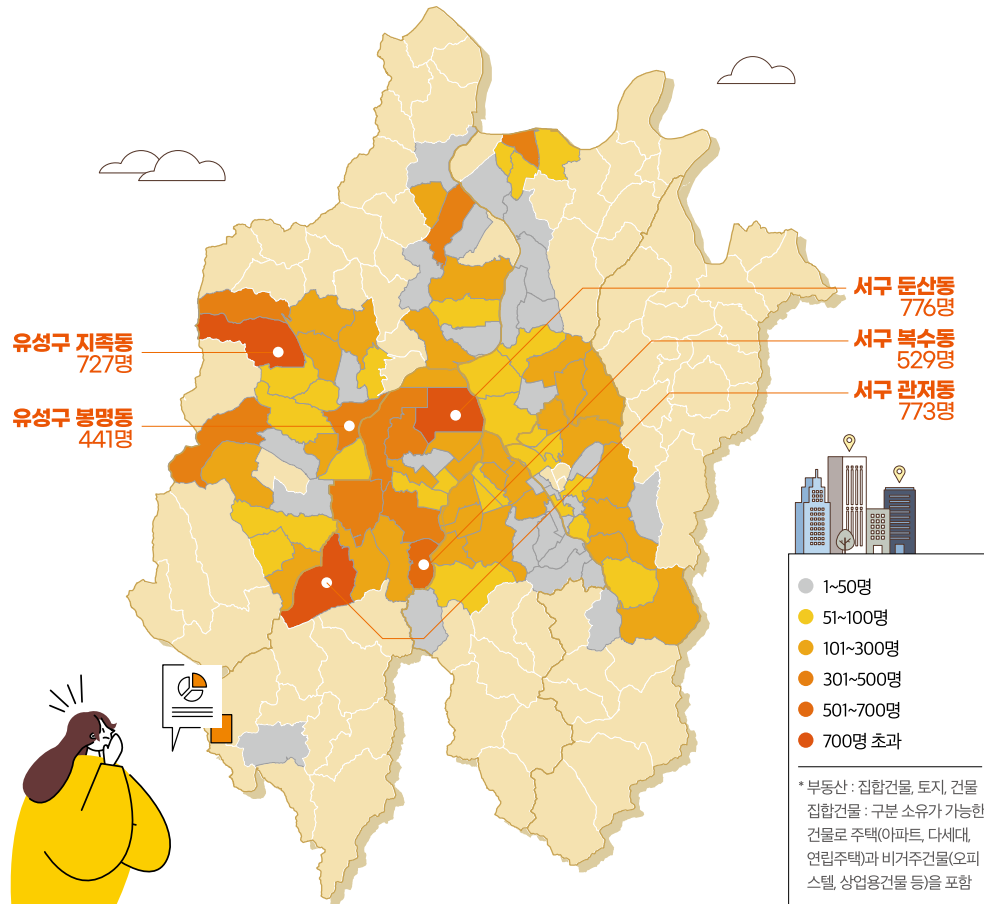 유성구 지족동
727명
유성구 봉명동
441명
서구 둔산동
776명
서구 복수동
529명
서구 관저동
773명
1~50명
51~100명
101~300명
301~500명
501~700명
700명 초과
* 부동산 : 집합건물, 토지, 건물
집합건물 : 구분 소유가 가능한
건물로 주택(아파트, 다세대,
연립주택)과 비거주건물(오피
스텔, 상업용건물 등)을 포함